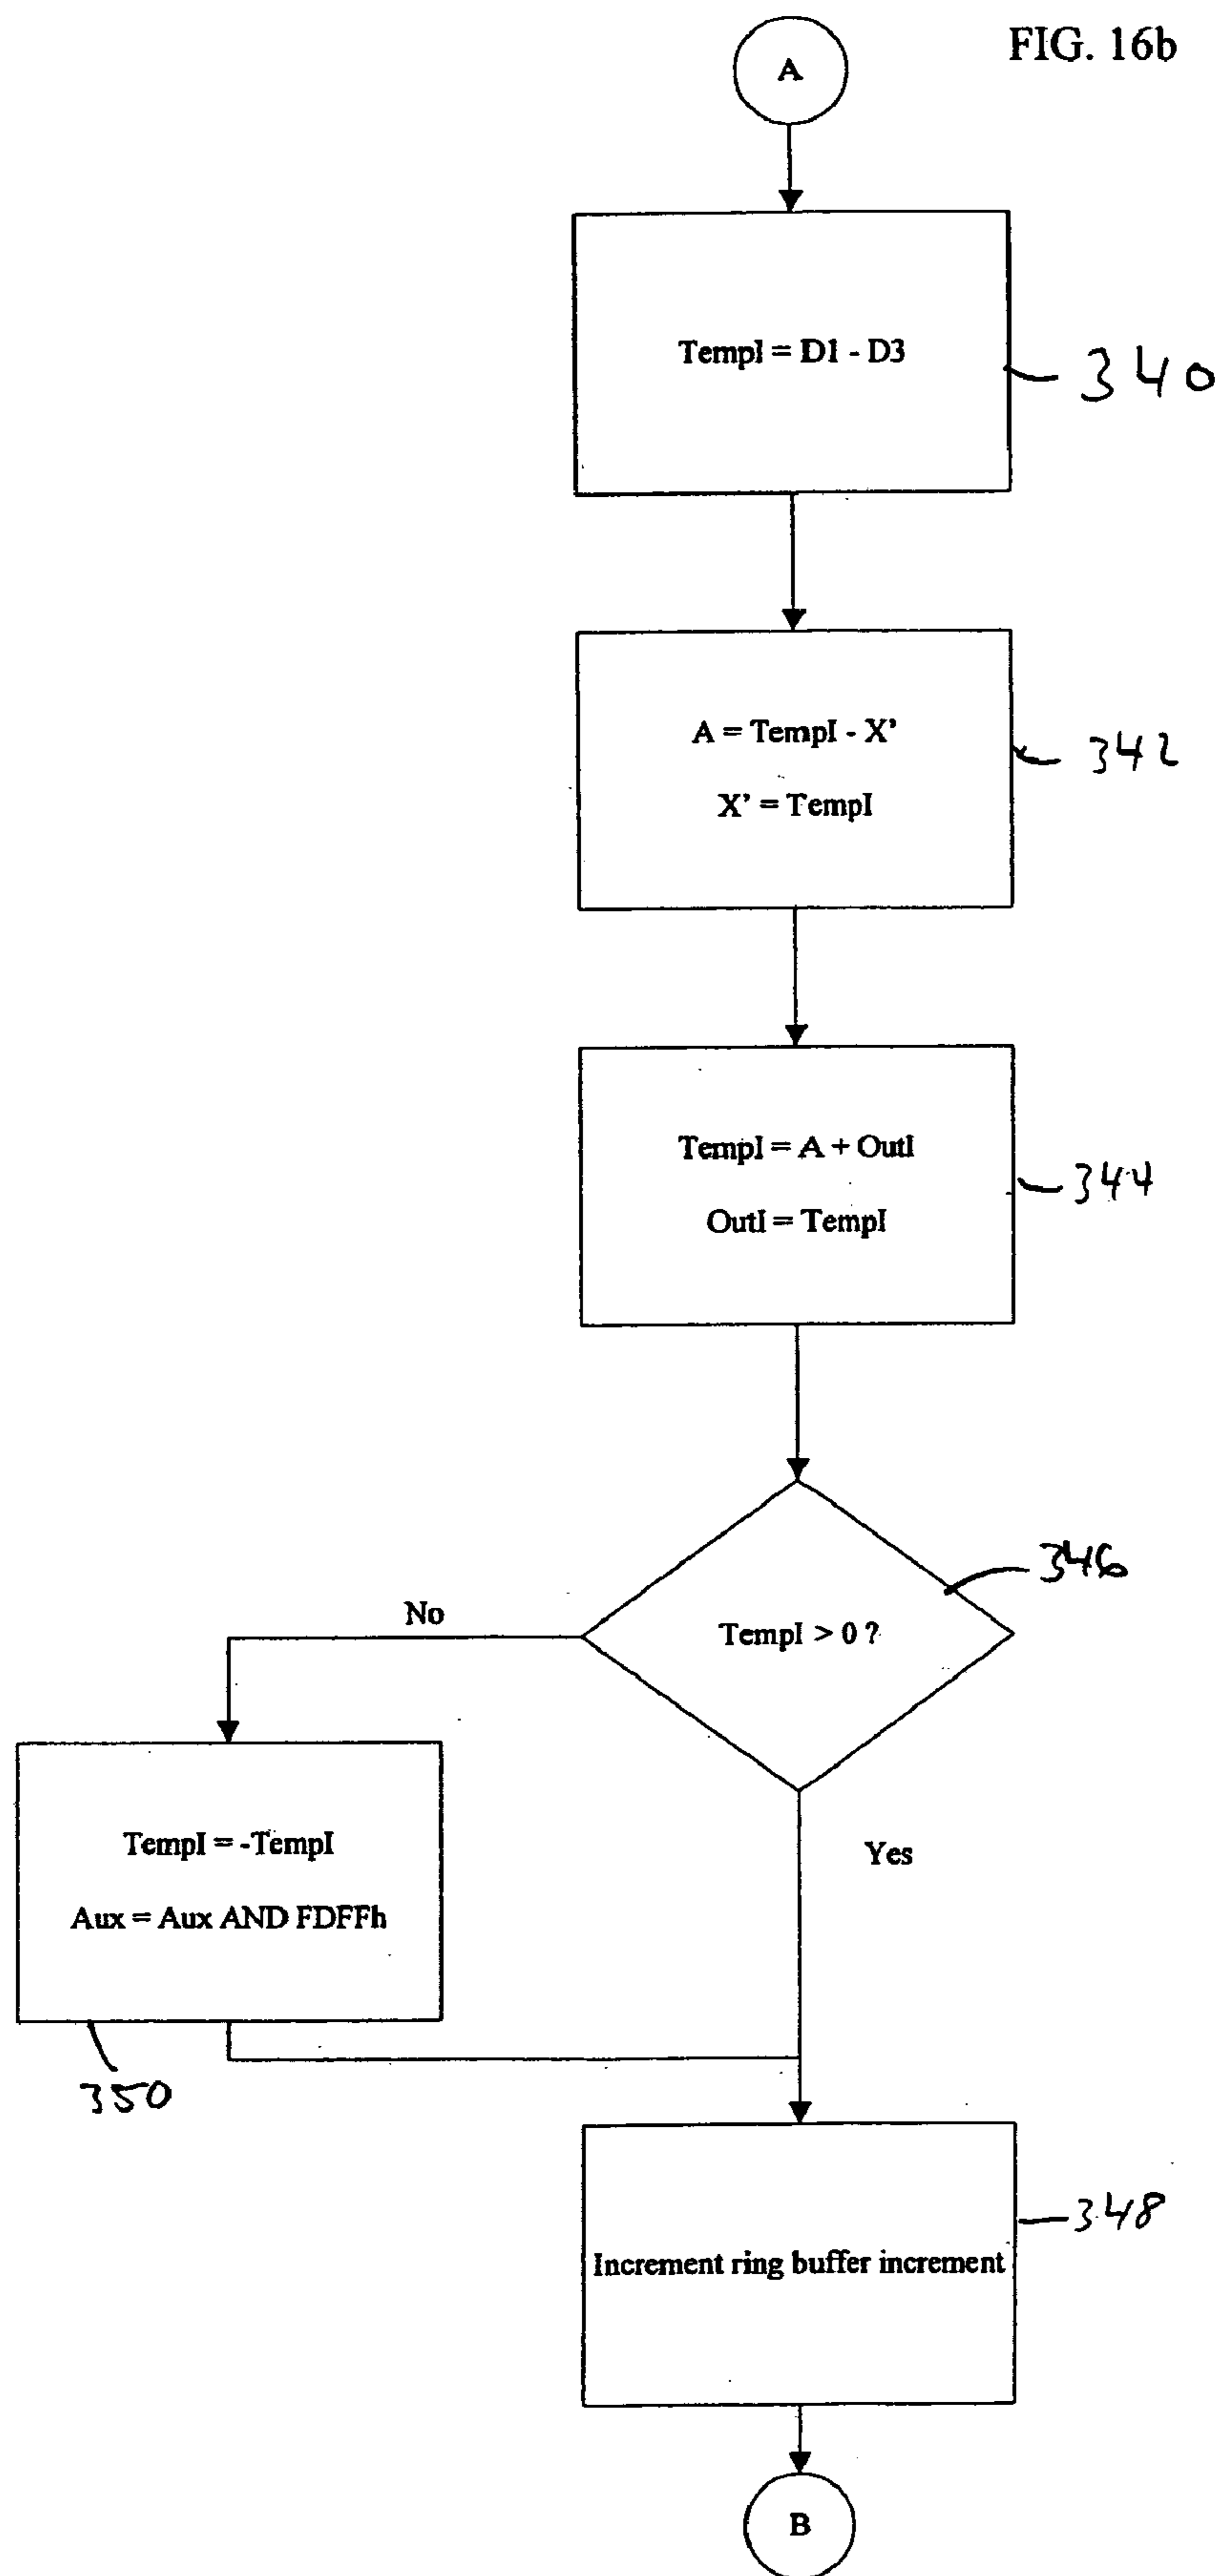 FIG. 16b
A
TempI = D1 - D3
340
A = TempI - X'
X' = TempI
342
TempI = A + OutI
OutI = TempI
344
346
TempI > 0 ?
No
Yes
TempI = -TempI
Aux = Aux AND FDFFh
350
348
Increment ring buffer increment
B